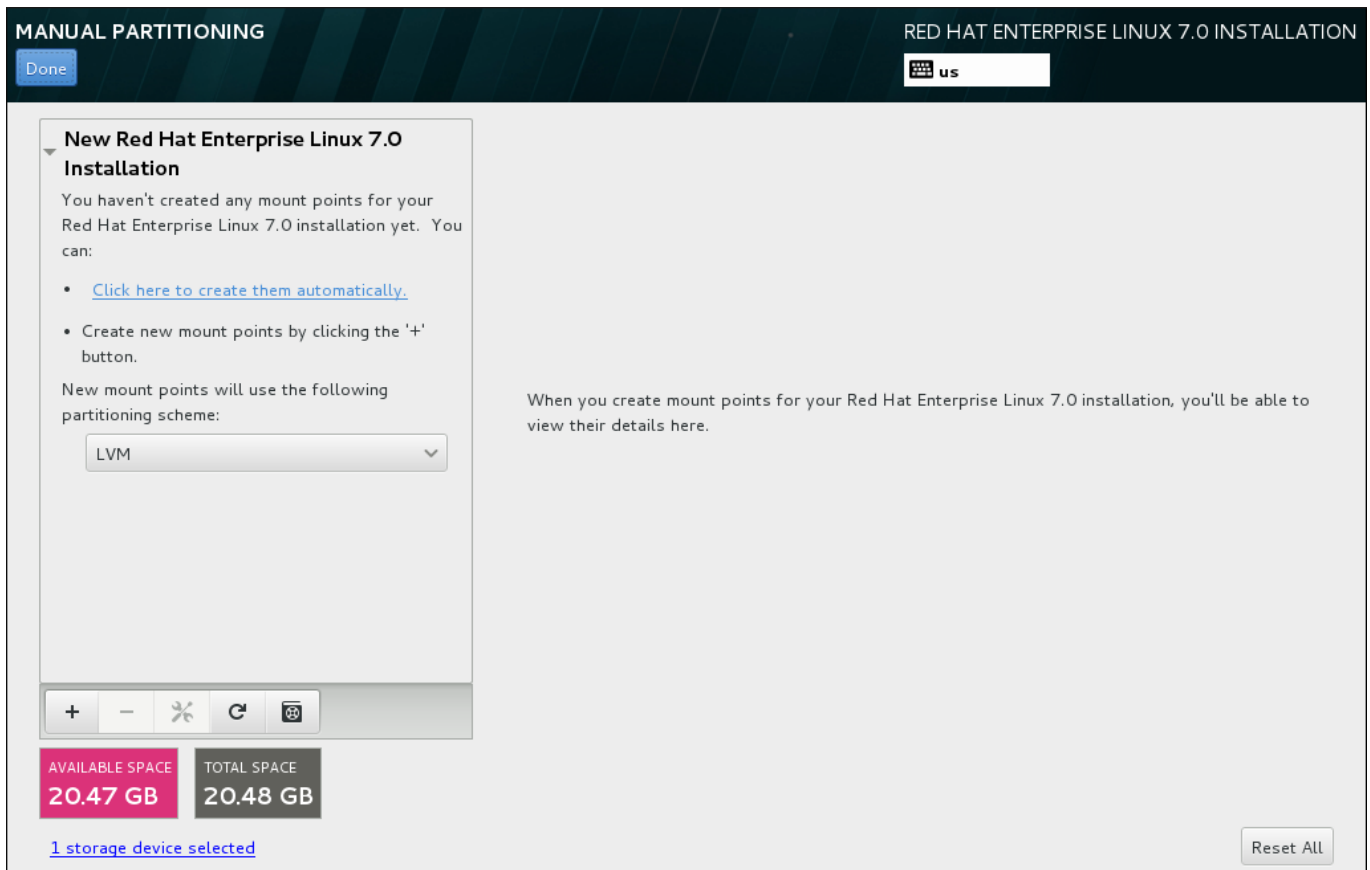 MANUAL PARTITIONING
RED HAT ENTERPRISE LINUX 7.0 INSTALLATION
Done
us
New Red Hat Enterprise Linux 7.0
Installation
You haven't created any mount points for your
Red Hat Enterprise Linux 7.0 installation yet.  You
can:
• Click here to create them automatically.
• Create new mount points by clicking the '+'
button.
New mount points will use the following
partitioning scheme:
LVM
When you create mount points for your Red Hat Enterprise Linux 7.0 installation, you'll be able to
view their details here.
+ −
AVAILABLE SPACE
20.47 GB
TOTAL SPACE
20.48 GB
1 storage device selected
Reset All